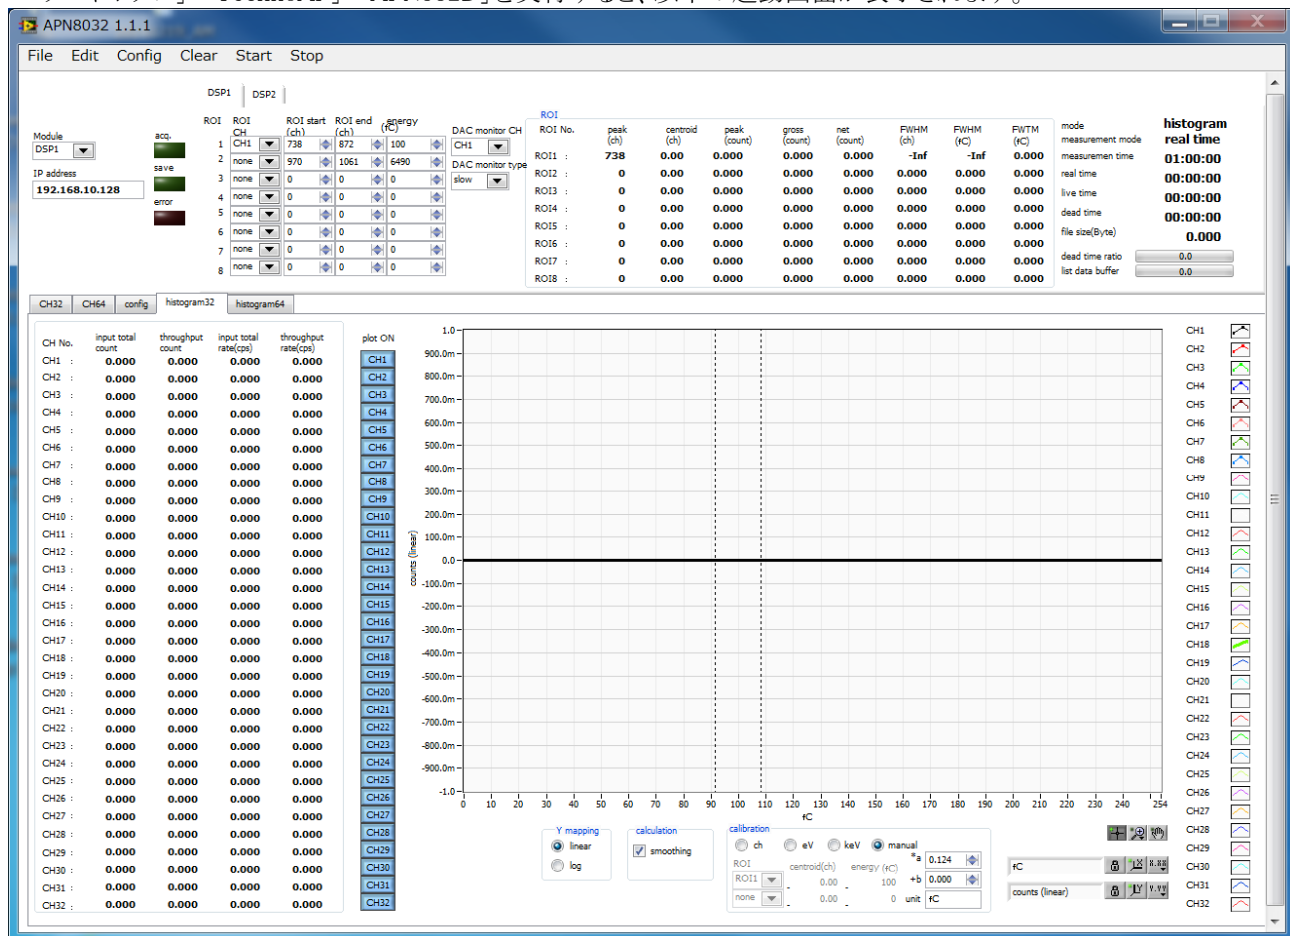 APN8032 1.1.1
File Edit Config Clear Start Stop
DSP1 DSP2
Module
DSP1
IP address
192.168.10.128
acq.
save
error
ROI ROI CH ROI start (ch) ROI end (ch) energy (fC)
1 CH1 738 872 100
2 none 970 1061 6490
3 none 0 0 0
4 none 0 0 0
5 none 0 0 0
6 none 0 0 0
7 none 0 0 0
8 none 0 0 0
DAC monitor CH
CH1
DAC monitor type
slow
ROI
ROI No. peak (ch) centroid (ch) peak (count) gross (count) net (count) FWHM (ch) FWHM (fC) FWTM (fC)
ROI1 : 738 0.00 0.000 0.000 0.000 -Inf -Inf 0.000
ROI2 : 0 0.00 0.000 0.000 0.000 0.000 0.000 0.000
ROI3 : 0 0.00 0.000 0.000 0.000 0.000 0.000 0.000
ROI4 : 0 0.00 0.000 0.000 0.000 0.000 0.000 0.000
ROI5 : 0 0.00 0.000 0.000 0.000 0.000 0.000 0.000
ROI6 : 0 0.00 0.000 0.000 0.000 0.000 0.000 0.000
ROI7 : 0 0.00 0.000 0.000 0.000 0.000 0.000 0.000
ROI8 : 0 0.00 0.000 0.000 0.000 0.000 0.000 0.000
mode histogram
measurement mode real time
measuremen time 01:00:00
real time 00:00:00
live time 00:00:00
dead time 00:00:00
file size(Byte) 0.000
dead time ratio 0.0
list data buffer 0.0
CH32 CH64 config histogram32 histogram64
CH No. input total count throughput count input total rate(cps) throughput rate(cps)
CH1 : 0.000 0.000 0.000 0.000
CH2 : 0.000 0.000 0.000 0.000
CH3 : 0.000 0.000 0.000 0.000
CH4 : 0.000 0.000 0.000 0.000
CH5 : 0.000 0.000 0.000 0.000
CH6 : 0.000 0.000 0.000 0.000
CH7 : 0.000 0.000 0.000 0.000
CH8 : 0.000 0.000 0.000 0.000
CH9 : 0.000 0.000 0.000 0.000
CH10 : 0.000 0.000 0.000 0.000
CH11 : 0.000 0.000 0.000 0.000
CH12 : 0.000 0.000 0.000 0.000
CH13 : 0.000 0.000 0.000 0.000
CH14 : 0.000 0.000 0.000 0.000
CH15 : 0.000 0.000 0.000 0.000
CH16 : 0.000 0.000 0.000 0.000
CH17 : 0.000 0.000 0.000 0.000
CH18 : 0.000 0.000 0.000 0.000
CH19 : 0.000 0.000 0.000 0.000
CH20 : 0.000 0.000 0.000 0.000
CH21 : 0.000 0.000 0.000 0.000
CH22 : 0.000 0.000 0.000 0.000
CH23 : 0.000 0.000 0.000 0.000
CH24 : 0.000 0.000 0.000 0.000
CH25 : 0.000 0.000 0.000 0.000
CH26 : 0.000 0.000 0.000 0.000
CH27 : 0.000 0.000 0.000 0.000
CH28 : 0.000 0.000 0.000 0.000
CH29 : 0.000 0.000 0.000 0.000
CH30 : 0.000 0.000 0.000 0.000
CH31 : 0.000 0.000 0.000 0.000
CH32 : 0.000 0.000 0.000 0.000
plot ON
CH1
CH2
CH3
CH4
CH5
CH6
CH7
CH8
CH9
CH10
CH11
CH12
CH13
CH14
CH15
CH16
CH17
CH18
CH19
CH20
CH21
CH22
CH23
CH24
CH25
CH26
CH27
CH28
CH29
CH30
CH31
CH32
counts (linear)
1.0
900.0m
800.0m
700.0m
600.0m
500.0m
400.0m
300.0m
200.0m
100.0m
0.0
-100.0m
-200.0m
-300.0m
-400.0m
-500.0m
-600.0m
-700.0m
-800.0m
-900.0m
-1.0
0 10 20 30 40 50 60 70 80 90 100 110 120 130 140 150 160 170 180 190 200 210 220 230 240 254
fC
CH1
CH2
CH3
CH4
CH5
CH6
CH7
CH8
CH9
CH10
CH11
CH12
CH13
CH14
CH15
CH16
CH17
CH18
CH19
CH20
CH21
CH22
CH23
CH24
CH25
CH26
CH27
CH28
CH29
CH30
CH31
CH32
Y mapping
linear
log
calculation
smoothing
calibration
ch eV keV manual
ROI centroid(ch) energy (fC) *a 0.124
ROI1 0.00 100 +b 0.000
none 0.00 0 unit fC
fC
counts (linear)